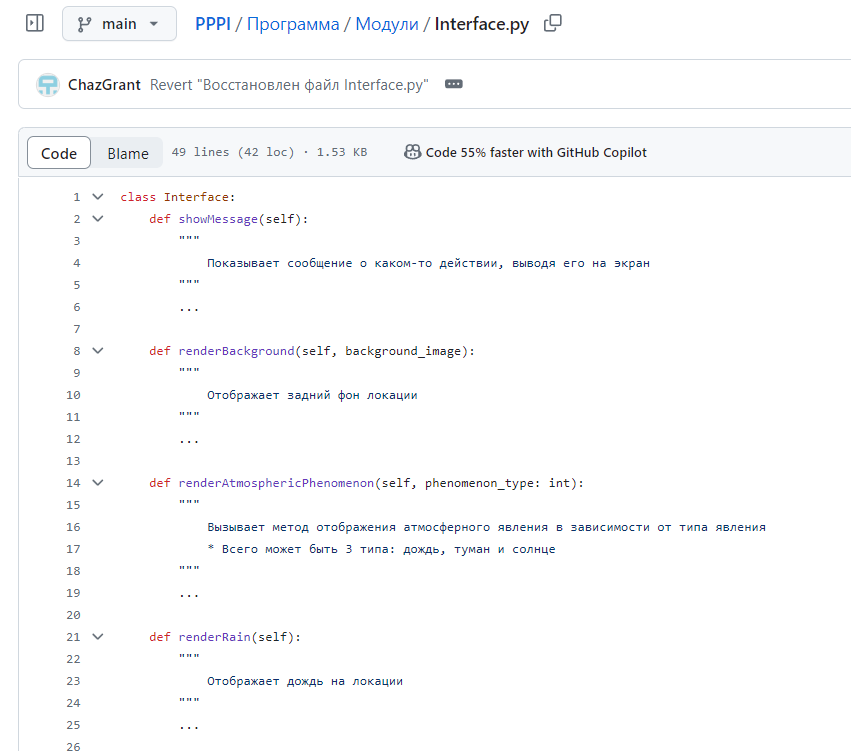 main PPPI / Программа / Модули / Interface.py
ChazGrant Revert "Восстановлен файл Interface.py"
Code Blame 49 lines (42 loc) · 1.53 KB Code 55% faster with GitHub Copilot
1 class Interface:
2 def showMessage(self):
3 """
4 Показывает сообщение о каком-то действии, выводя его на экран
5 """
6 ...
7
8 def renderBackground(self, background_image):
9 """
10 Отображает задний фон локации
11 """
12 ...
13
14 def renderAtmosphericPhenomenon(self, phenomenon_type: int):
15 """
16 Вызывает метод отображения атмосферного явления в зависимости от типа явления
17 * Всего может быть 3 типа: дождь, туман и солнце
18 """
19 ...
20
21 def renderRain(self):
22 """
23 Отображает дождь на локации
24 """
25 ...
26